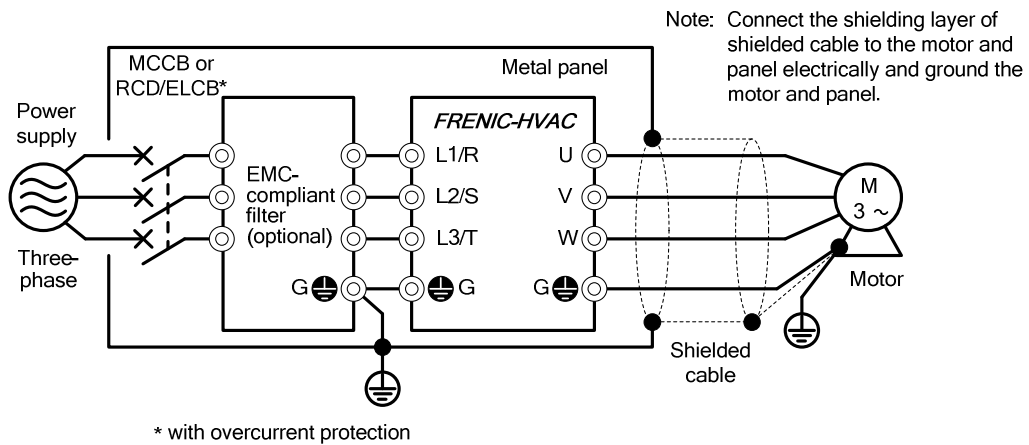 Note: Connect the shielding layer of
shielded cable to the motor and
panel electrically and ground the
motor and panel.
MCCB or
RCD/ELCB*
Metal panel
Power
supply
Three-
phase
EMC-
compliant
filter
(optional)
G
FRENIC-HVAC
L1/R
L2/S
L3/T
G
U
V
W
G
M
3 ~
Motor
Shielded
cable
* with overcurrent protection